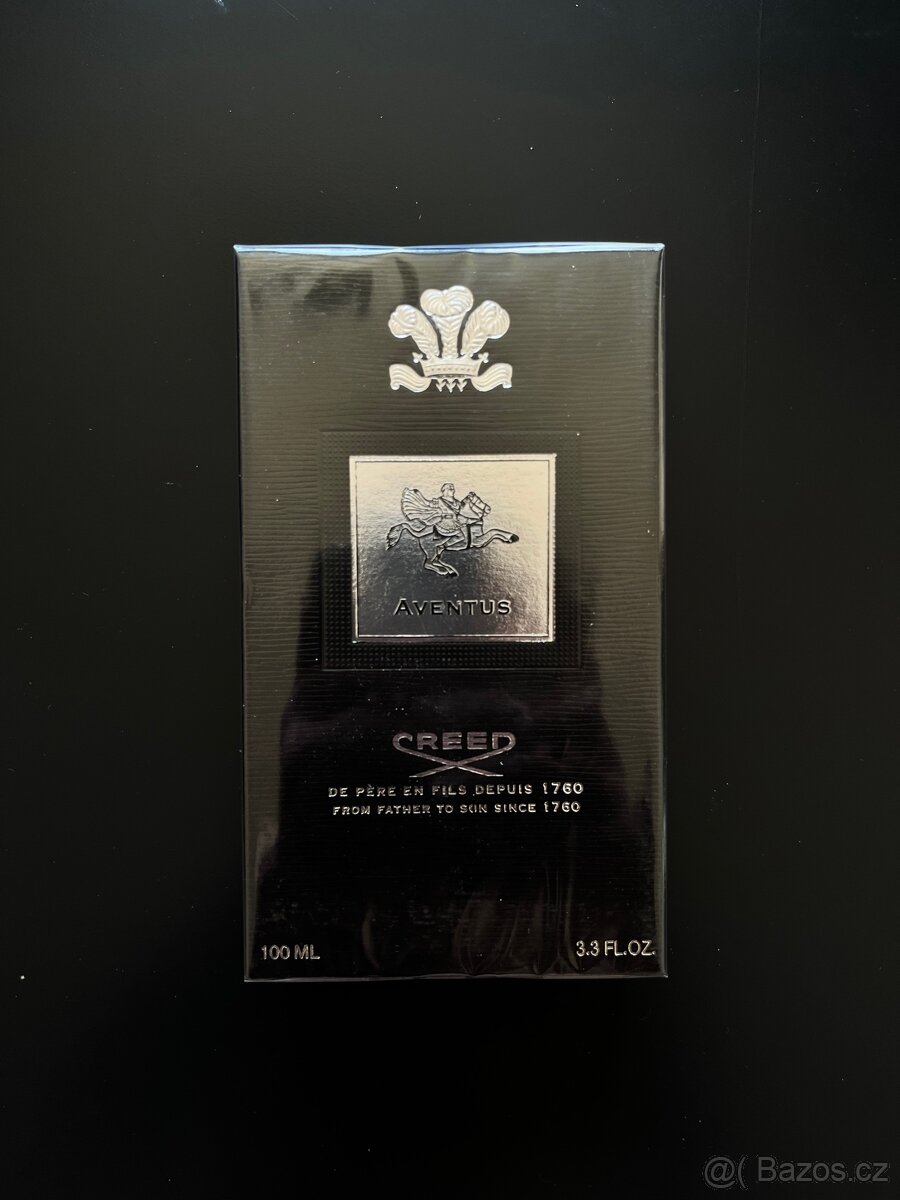 AVENTUS
CREED
DE PÈRE EN FILS DEPUIS 1760
FROM FATHER TO SON SINCE 1760
100 ML
3.3 FL.OZ.
@( Bazos.cz